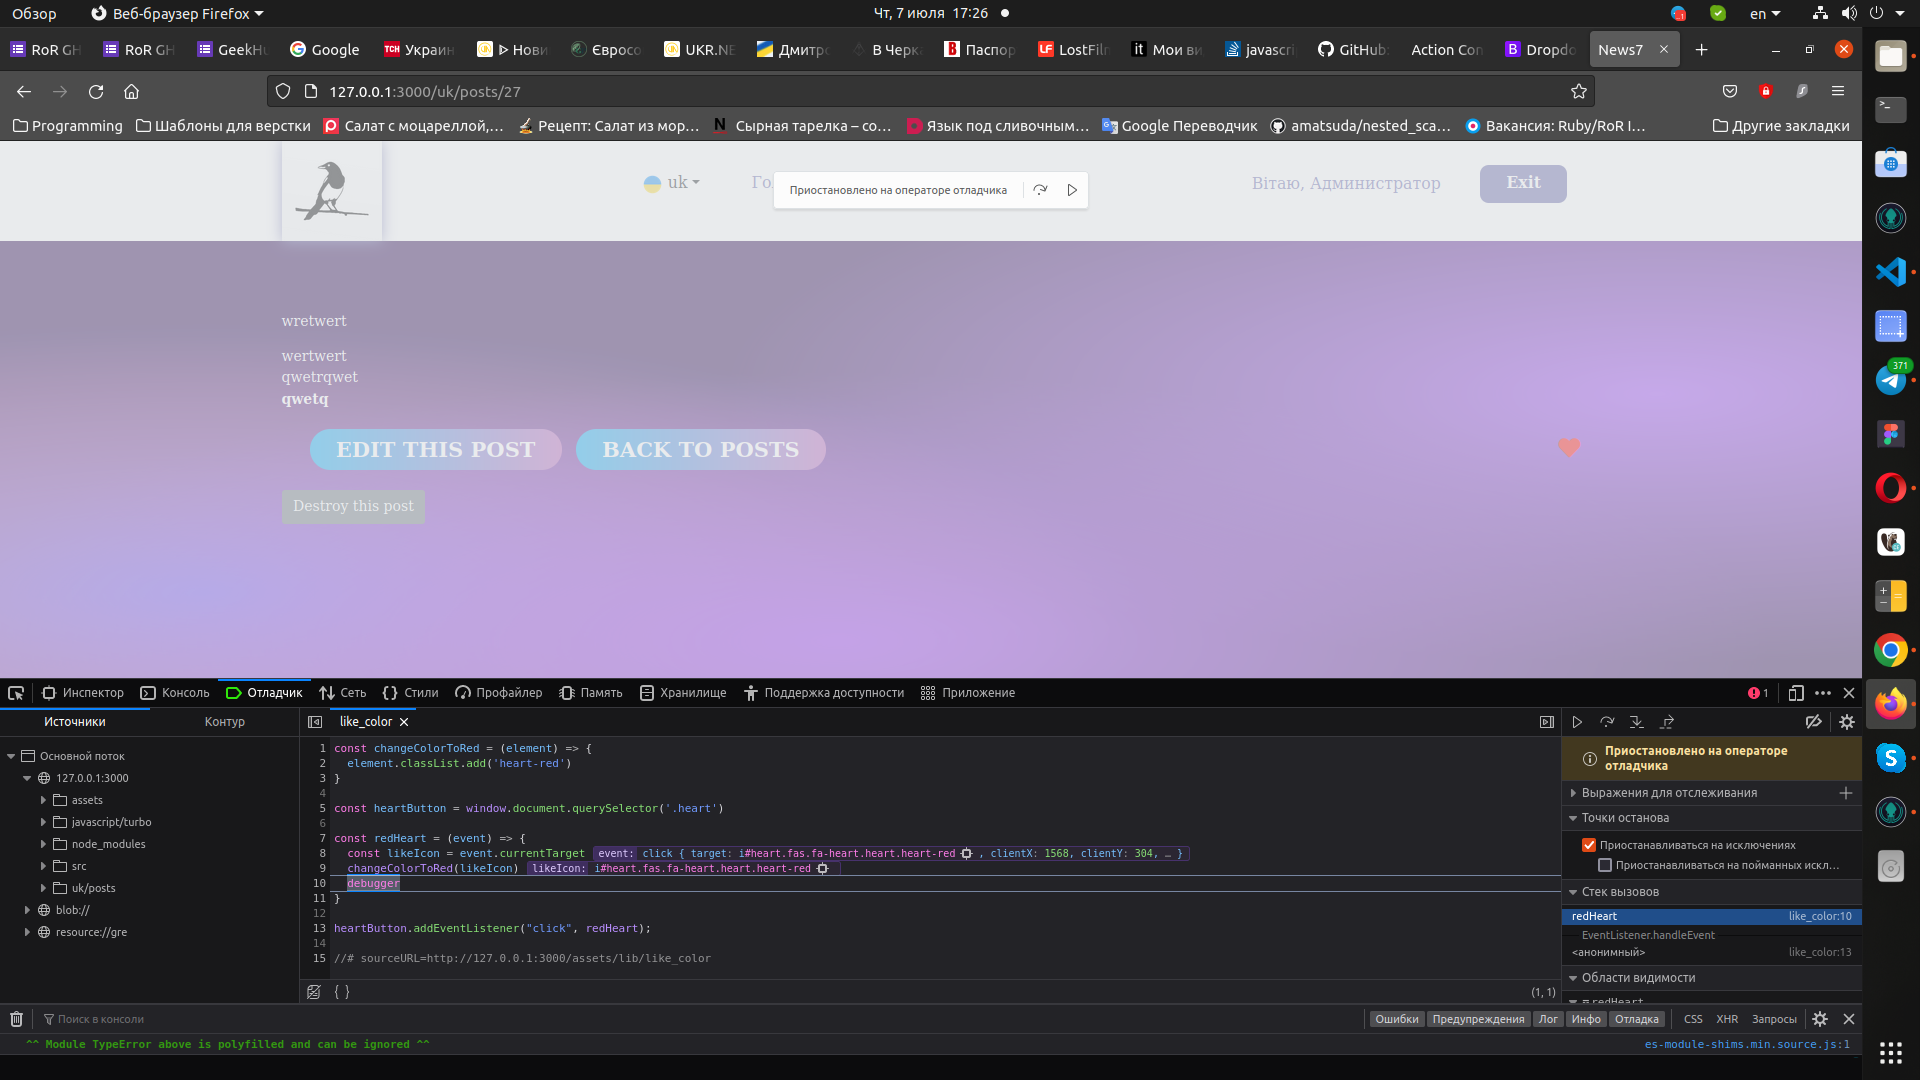 Обзор
Веб-браузер Firefox
Чт, 7 июля 17:26
en
RoR GH
RoR GH
GeekHu
Google
Украин
Нови
Євросо
UKR.NE
Дмитро
В Черка
Паспор
LostFilm
Мои ви
javascri
GitHub:
Action Con
Dropdo
News7
127.0.0.1:3000/uk/posts/27
Programming
Шаблоны для верстки
Салат с моцареллой,…
Рецепт: Салат из мор…
Сырная тарелка – со…
Язык под сливочным…
Google Переводчик
amatsuda/nested_sca…
Вакансия: Ruby/RoR I…
Другие закладки
uk
Го
Приостановлено на операторе отладчика
Вітаю, Администратор
Exit
wretwert
wertwert
qwetrqwet
qwetq
EDIT THIS POST
BACK TO POSTS
Destroy this post
371
Инспектор
Консоль
Отладчик
Сеть
Стили
Профайлер
Память
Хранилище
Поддержка доступности
Приложение
1
Источники
Контур
like_color
Основной поток
127.0.0.1:3000
assets
javascript/turbo
node_modules
src
uk/posts
blob://
resource://gre
1 const changeColorToRed = (element) => {
2 element.classList.add('heart-red')
3 }
4
5 const heartButton = window.document.querySelector('.heart')
6
7 const redHeart = (event) => {
8 const likeIcon = event.currentTarget event: click { target: i#heart.fas.fa-heart.heart.heart-red , clientX: 1568, clientY: 304, … }
9 changeColorToRed(likeIcon) likeIcon: i#heart.fas.fa-heart.heart.heart-red
10 debugger
11 }
12
13 heartButton.addEventListener("click", redHeart);
14
15 //# sourceURL=http://127.0.0.1:3000/assets/lib/like_color
{ }
(1, 1)
Приостановлено на операторе
отладчика
Выражения для отслеживания
Точки останова
Приостанавливаться на исключениях
Приостанавливаться на пойманных искл…
Стек вызовов
redHeart like_color:10
EventListener.handleEvent
<анонимный> like_color:13
Области видимости
redHeart
Поиск в консоли
Ошибки
Предупреждения
Лог
Инфо
Отладка
CSS
XHR
Запросы
^^ Module TypeError above is polyfilled and can be ignored ^^
es-module-shims.min.source.js:1